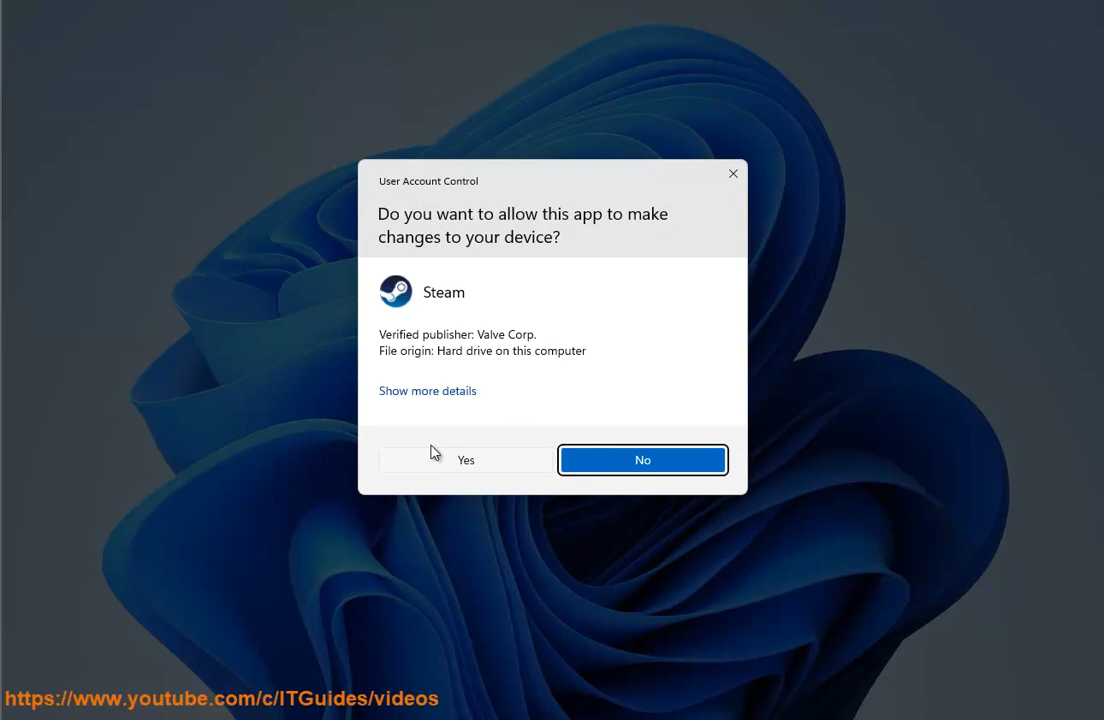 User Account Control
Do you want to allow this app to make
changes to your device?
Steam
Verified publisher: Valve Corp.
File origin: Hard drive on this computer
Show more details
Yes
No
https://www.youtube.com/c/ITGuides/videos